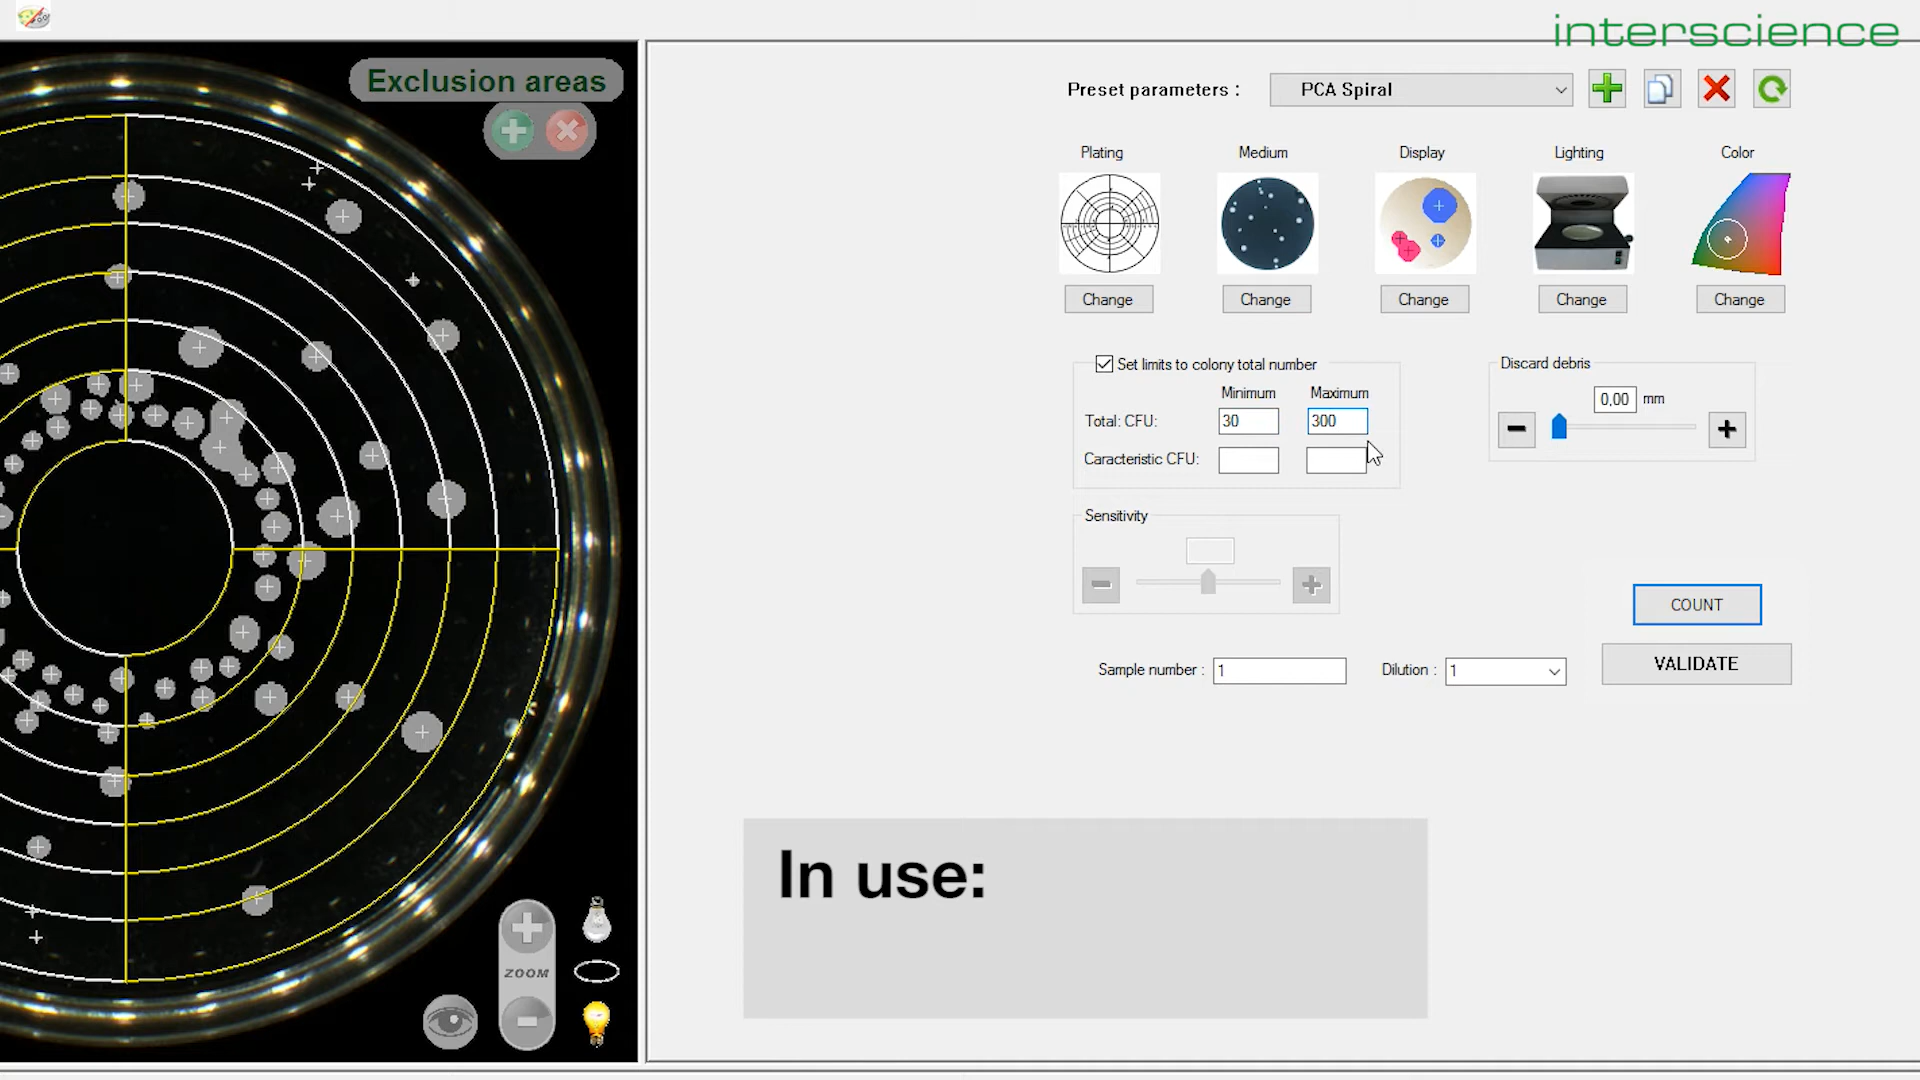 interscience
Exclusion areas
Preset parameters :
PCA Spiral
Plating
Medium
Display
Lighting
Color
Change
Change
Change
Change
Change
Set limits to colony total number
Minimum
Maximum
Total: CFU:
30
300
Caracteristic CFU:
Discard debris
0,00
mm
Sensitivity
COUNT
Sample number :
1
Dilution :
1
VALIDATE
In use:
ZOOM